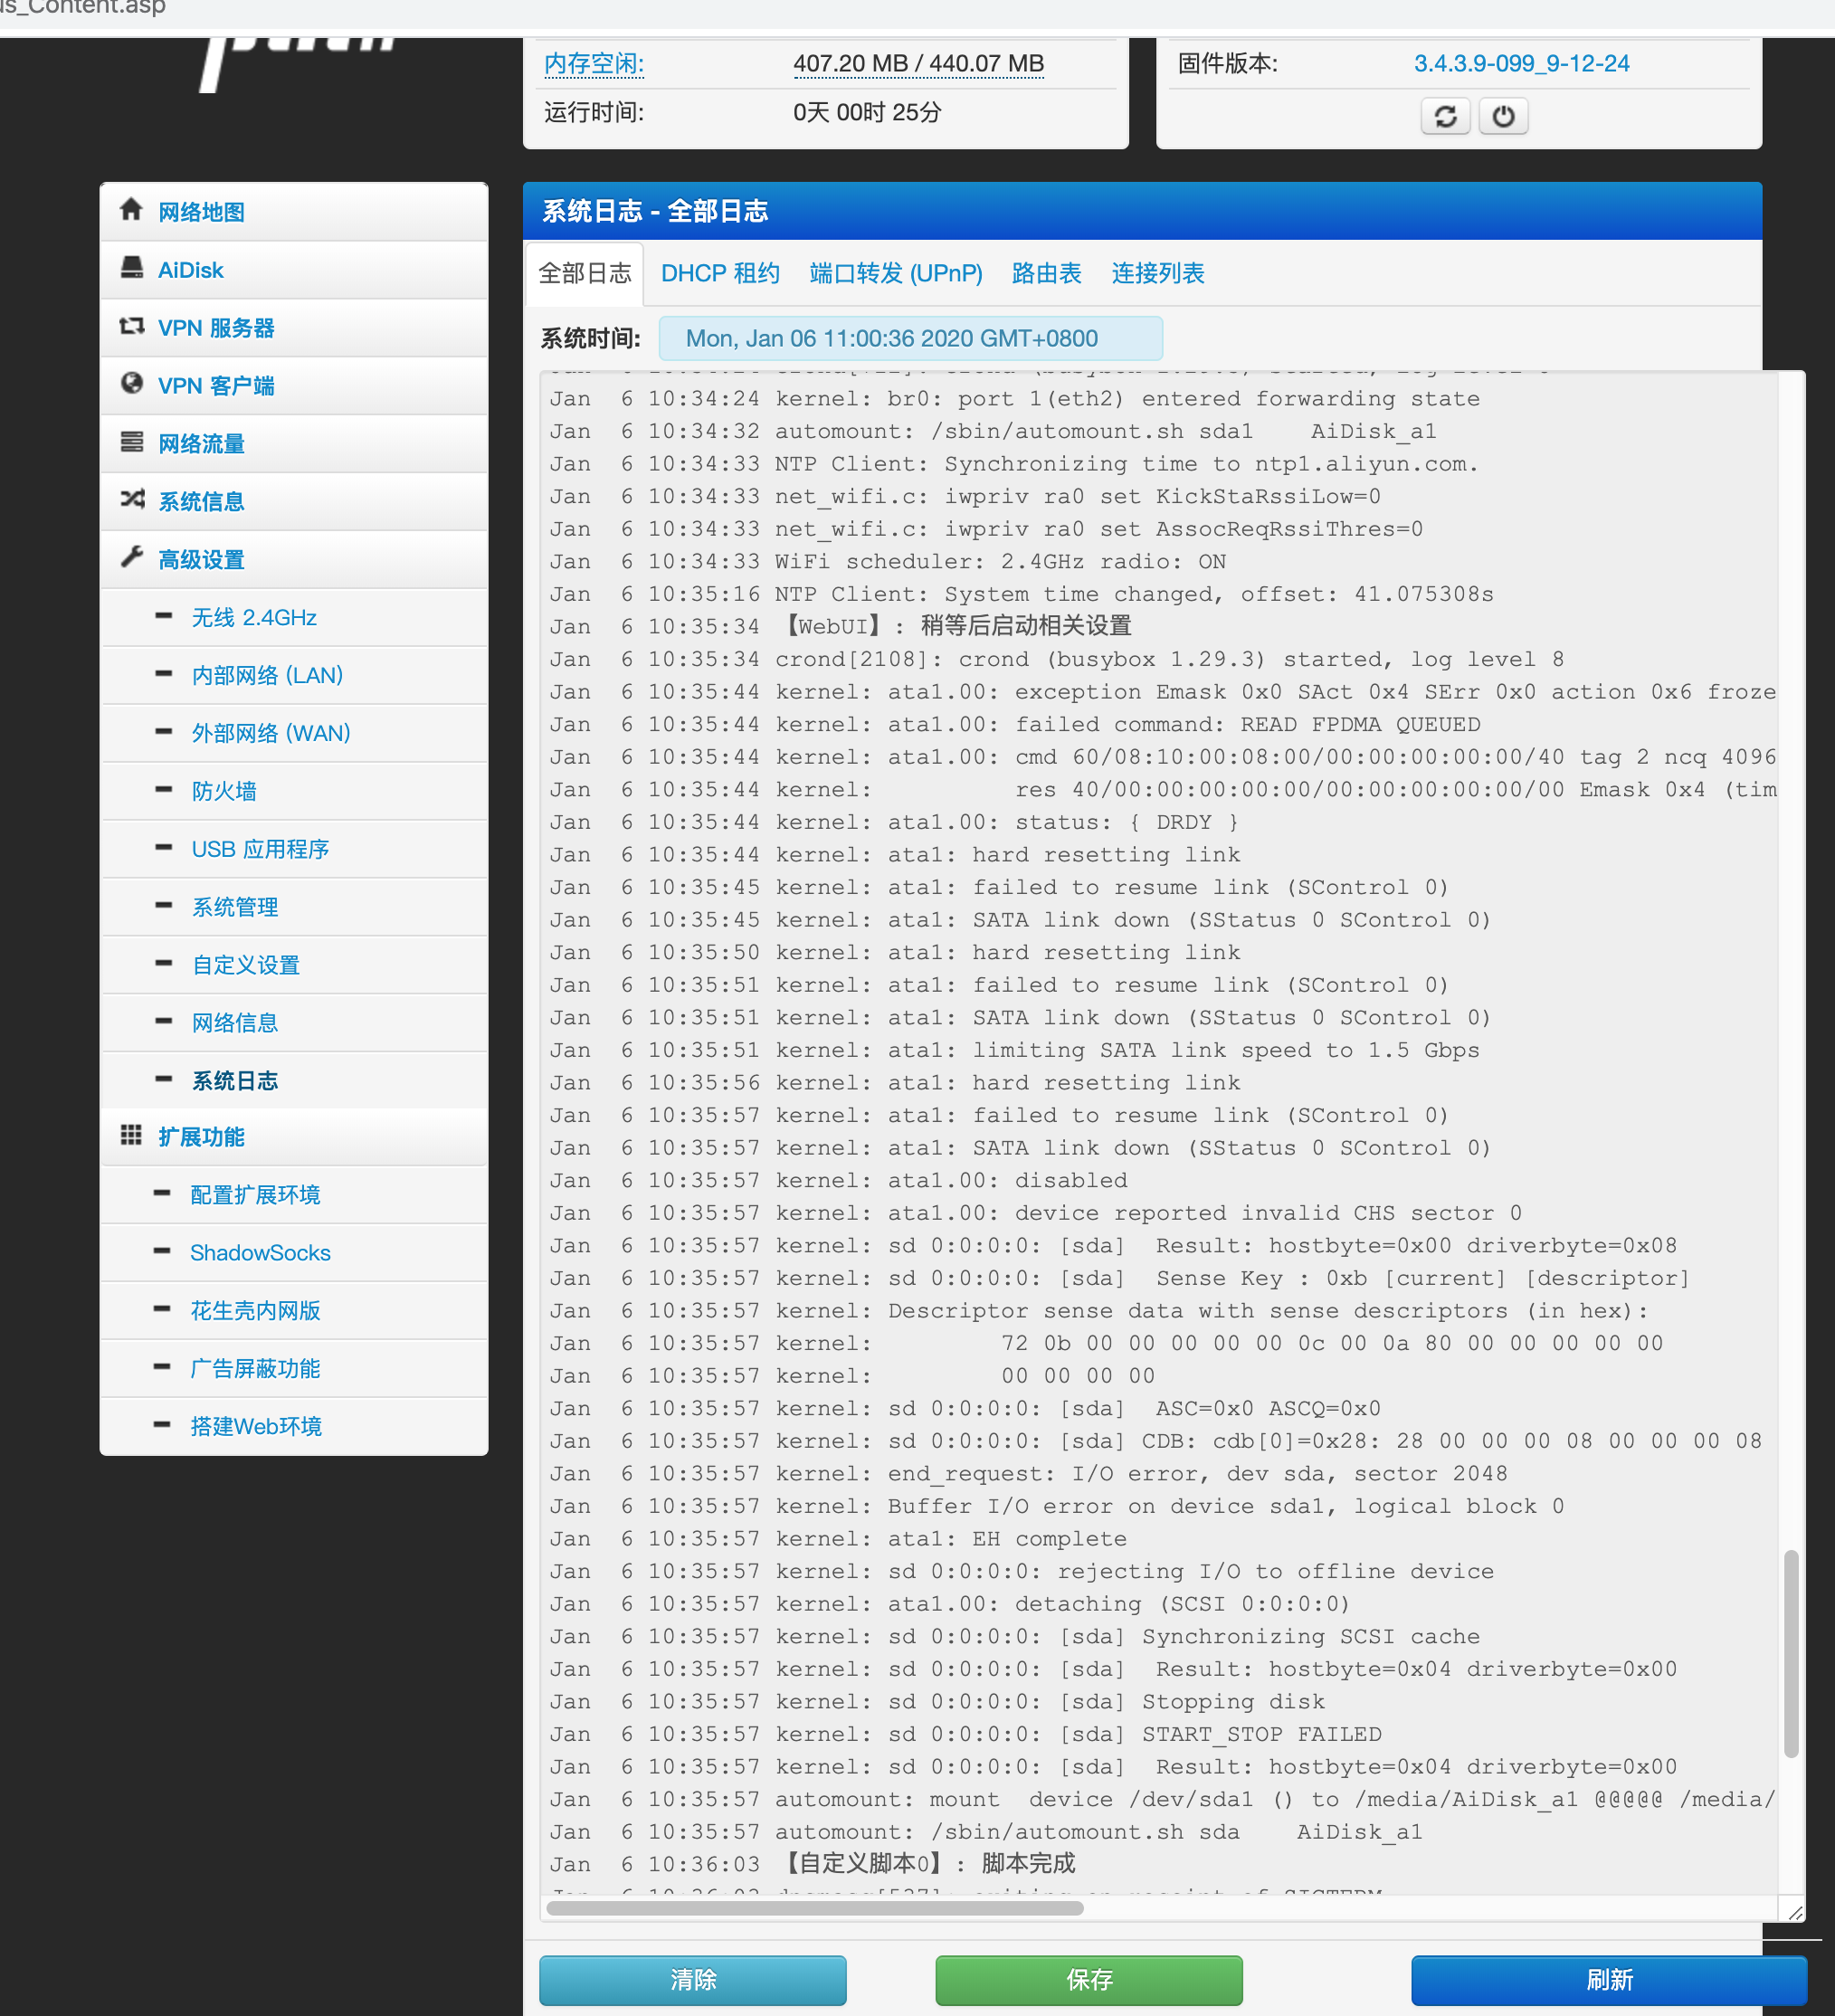 us_Content.asp
内存空闲: 407.20 MB / 440.07 MB
运行时间: 0天 00时 25分
固件版本: 3.4.3.9-099_9-12-24
网络地图
AiDisk
VPN 服务器
VPN 客户端
网络流量
系统信息
高级设置
无线 2.4GHz
内部网络 (LAN)
外部网络 (WAN)
防火墙
USB 应用程序
系统管理
自定义设置
网络信息
系统日志
扩展功能
配置扩展环境
ShadowSocks
花生壳内网版
广告屏蔽功能
搭建Web环境
系统日志 - 全部日志
全部日志 DHCP 租约 端口转发 (UPnP) 路由表 连接列表
系统时间: Mon, Jan 06 11:00:36 2020 GMT+0800
Jan  6 10:34:24 kernel: br0: port 1(eth2) entered forwarding state
Jan  6 10:34:32 automount: /sbin/automount.sh sda1    AiDisk_a1
Jan  6 10:34:33 NTP Client: Synchronizing time to ntp1.aliyun.com.
Jan  6 10:34:33 net_wifi.c: iwpriv ra0 set KickStaRssiLow=0
Jan  6 10:34:33 net_wifi.c: iwpriv ra0 set AssocReqRssiThres=0
Jan  6 10:34:33 WiFi scheduler: 2.4GHz radio: ON
Jan  6 10:35:16 NTP Client: System time changed, offset: 41.075308s
Jan  6 10:35:34 【WebUI】: 稍等后启动相关设置
Jan  6 10:35:34 crond[2108]: crond (busybox 1.29.3) started, log level 8
Jan  6 10:35:44 kernel: ata1.00: exception Emask 0x0 SAct 0x4 SErr 0x0 action 0x6 froze
Jan  6 10:35:44 kernel: ata1.00: failed command: READ FPDMA QUEUED
Jan  6 10:35:44 kernel: ata1.00: cmd 60/08:10:00:08:00/00:00:00:00:00/40 tag 2 ncq 4096
Jan  6 10:35:44 kernel:          res 40/00:00:00:00:00/00:00:00:00:00/00 Emask 0x4 (tim
Jan  6 10:35:44 kernel: ata1.00: status: { DRDY }
Jan  6 10:35:44 kernel: ata1: hard resetting link
Jan  6 10:35:45 kernel: ata1: failed to resume link (SControl 0)
Jan  6 10:35:45 kernel: ata1: SATA link down (SStatus 0 SControl 0)
Jan  6 10:35:50 kernel: ata1: hard resetting link
Jan  6 10:35:51 kernel: ata1: failed to resume link (SControl 0)
Jan  6 10:35:51 kernel: ata1: SATA link down (SStatus 0 SControl 0)
Jan  6 10:35:51 kernel: ata1: limiting SATA link speed to 1.5 Gbps
Jan  6 10:35:56 kernel: ata1: hard resetting link
Jan  6 10:35:57 kernel: ata1: failed to resume link (SControl 0)
Jan  6 10:35:57 kernel: ata1: SATA link down (SStatus 0 SControl 0)
Jan  6 10:35:57 kernel: ata1.00: disabled
Jan  6 10:35:57 kernel: ata1.00: device reported invalid CHS sector 0
Jan  6 10:35:57 kernel: sd 0:0:0:0: [sda]  Result: hostbyte=0x00 driverbyte=0x08
Jan  6 10:35:57 kernel: sd 0:0:0:0: [sda]  Sense Key : 0xb [current] [descriptor]
Jan  6 10:35:57 kernel: Descriptor sense data with sense descriptors (in hex):
Jan  6 10:35:57 kernel:         72 0b 00 00 00 00 00 0c 00 0a 80 00 00 00 00 00
Jan  6 10:35:57 kernel:         00 00 00 00
Jan  6 10:35:57 kernel: sd 0:0:0:0: [sda]  ASC=0x0 ASCQ=0x0
Jan  6 10:35:57 kernel: sd 0:0:0:0: [sda] CDB: cdb[0]=0x28: 28 00 00 00 08 00 00 00 08
Jan  6 10:35:57 kernel: end_request: I/O error, dev sda, sector 2048
Jan  6 10:35:57 kernel: Buffer I/O error on device sda1, logical block 0
Jan  6 10:35:57 kernel: ata1: EH complete
Jan  6 10:35:57 kernel: sd 0:0:0:0: rejecting I/O to offline device
Jan  6 10:35:57 kernel: ata1.00: detaching (SCSI 0:0:0:0)
Jan  6 10:35:57 kernel: sd 0:0:0:0: [sda] Synchronizing SCSI cache
Jan  6 10:35:57 kernel: sd 0:0:0:0: [sda]  Result: hostbyte=0x04 driverbyte=0x00
Jan  6 10:35:57 kernel: sd 0:0:0:0: [sda] Stopping disk
Jan  6 10:35:57 kernel: sd 0:0:0:0: [sda] START_STOP FAILED
Jan  6 10:35:57 kernel: sd 0:0:0:0: [sda]  Result: hostbyte=0x04 driverbyte=0x00
Jan  6 10:35:57 automount: mount  device /dev/sda1 () to /media/AiDisk_a1 @@@@@ /media/
Jan  6 10:35:57 automount: /sbin/automount.sh sda    AiDisk_a1
Jan  6 10:36:03 【自定义脚本0】: 脚本完成
清除 保存 刷新